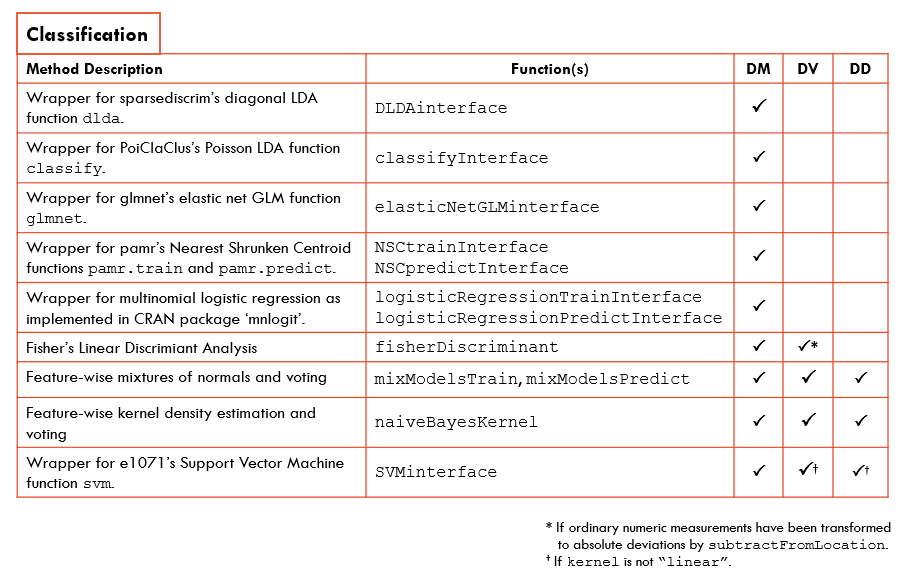 Classification
Method Description Function(s) DM DV DD
Wrapper for sparsediscrim's diagonal LDA
function dlda.
DLDAinterface ✓
Wrapper for PoiClaClus's Poisson LDA function
classify.
classifyInterface ✓
Wrapper for glmnet's elastic net GLM function
glmnet.
elasticNetGLMinterface ✓
Wrapper for pamr's Nearest Shrunken Centroid
functions pamr.train and pamr.predict.
NSCtrainInterface
NSCpredictInterface
✓
Wrapper for multinomial logistic regression as
implemented in CRAN package 'mnlogit'.
logisticRegressionTrainInterface
logisticRegressionPredictInterface
✓
Fisher's Linear Discrimiant Analysis fisherDiscriminant ✓ ✓*
Feature-wise mixtures of normals and voting mixModelsTrain, mixModelsPredict ✓ ✓ ✓
Feature-wise kernel density estimation and
voting
naiveBayesKernel ✓ ✓ ✓
Wrapper for e1071's Support Vector Machine
function svm.
SVMinterface ✓ ✓† ✓†
* If ordinary numeric measurements have been transformed
to absolute deviations by subtractFromLocation.
† If kernel is not "linear".